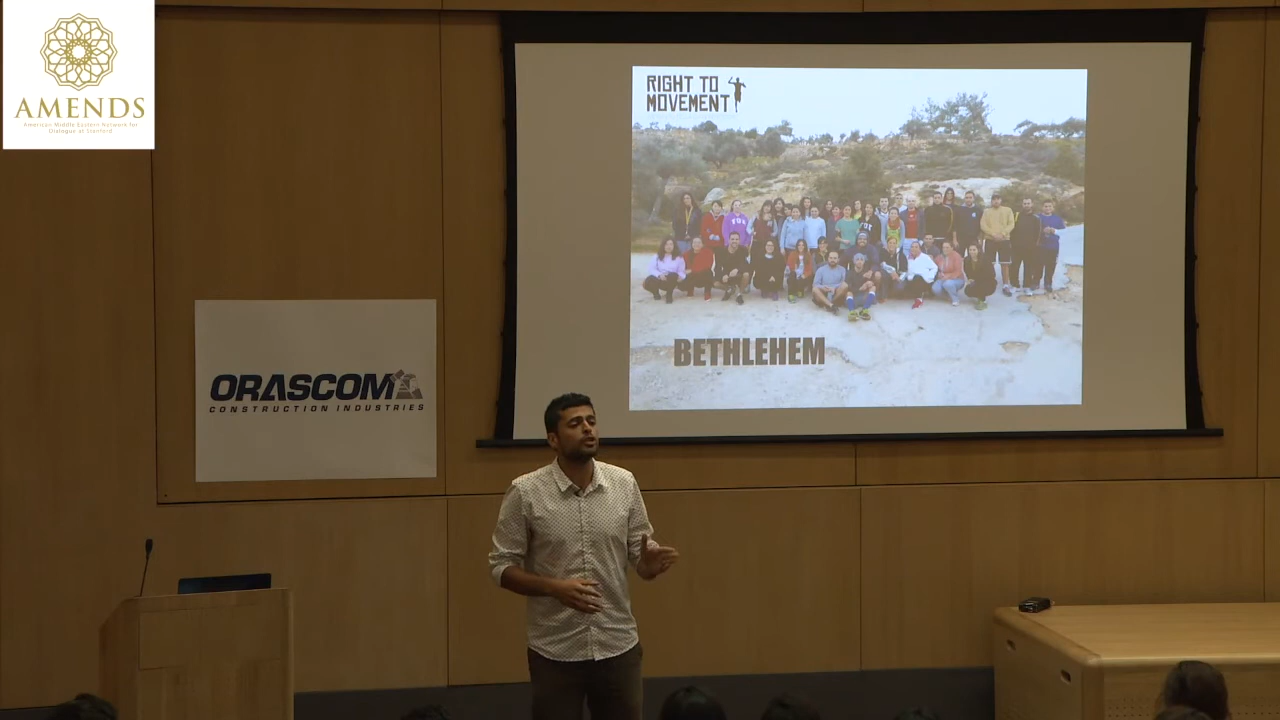 AMENDS
American Middle Eastern Network for
Dialogue at Stanford
RIGHT TO
MOVEMENT
BETHLEHEM
ORASCOM
CONSTRUCTION INDUSTRIES